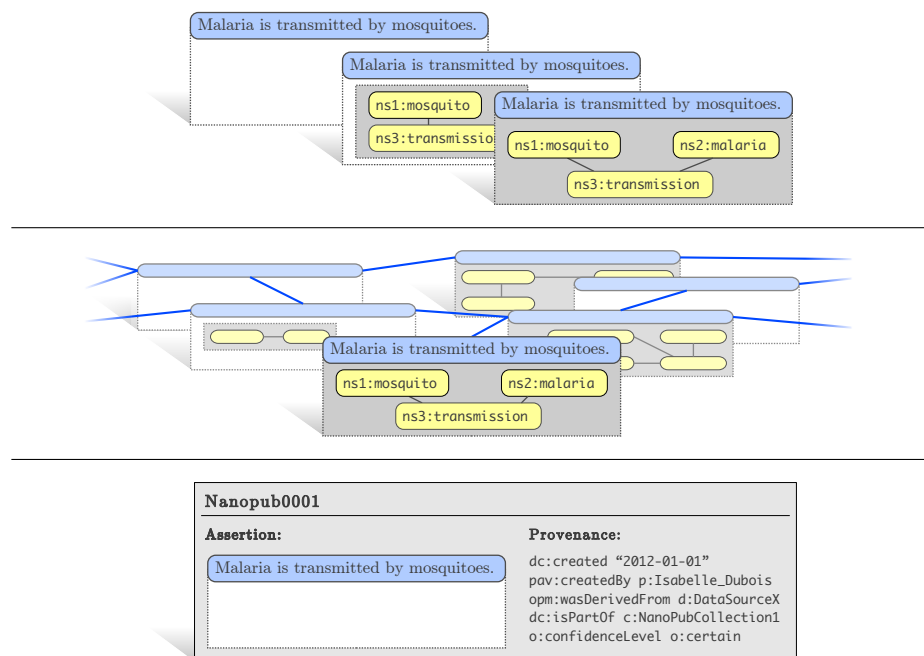 Malaria is transmitted by mosquitoes.
Malaria is transmitted by mosquitoes.
ns1:mosquito
ns3:transmissio
Malaria is transmitted by mosquitoes.
ns1:mosquito
ns2:malaria
ns3:transmission
Malaria is transmitted by mosquitoes.
ns1:mosquito
ns2:malaria
ns3:transmission
Nanopub0001
Assertion:
Malaria is transmitted by mosquitoes.
Provenance:
dc:created “2012-01-01”
pav:createdBy p:Isabelle_Dubois
opm:wasDerivedFrom d:DataSourceX
dc:isPartOf c:NanoPubCollection1
o:confidenceLevel o:certain